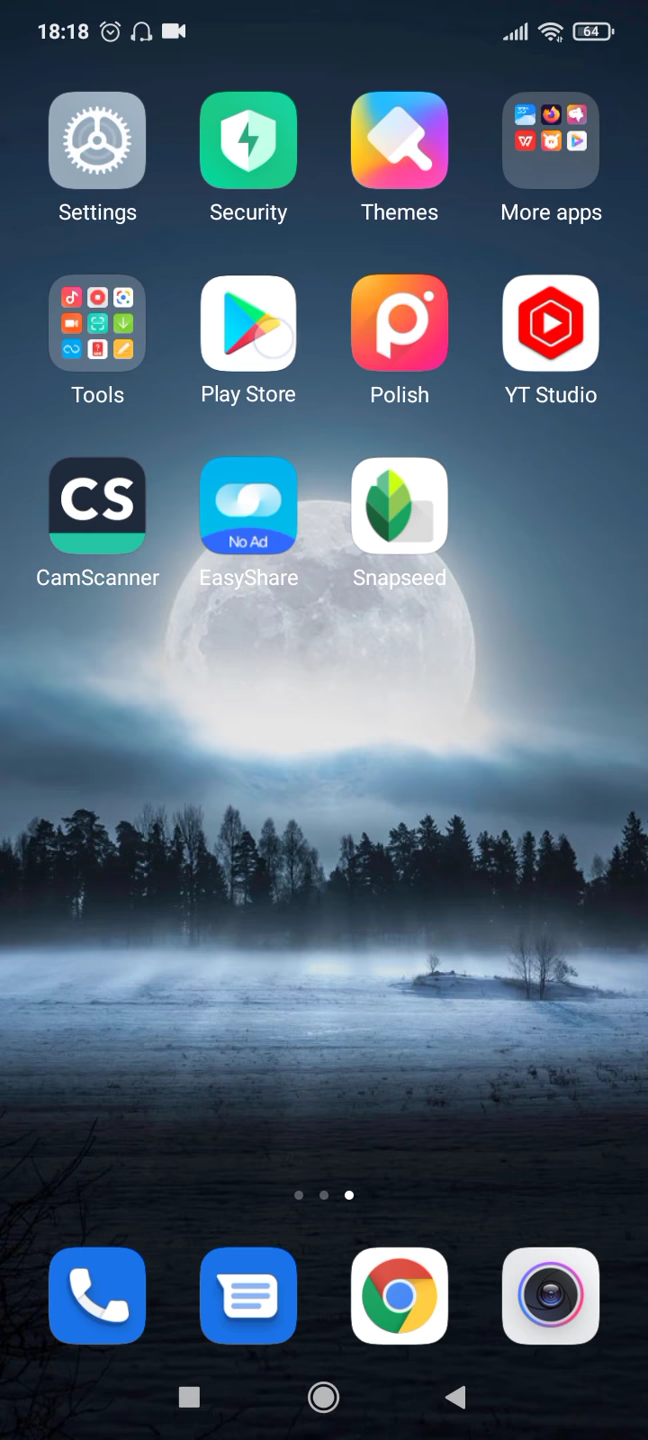 18:18 64
Settings Security Themes More apps
Tools Play Store Polish YT Studio
CS
No Ad
CamScanner EasyShare Snapseed